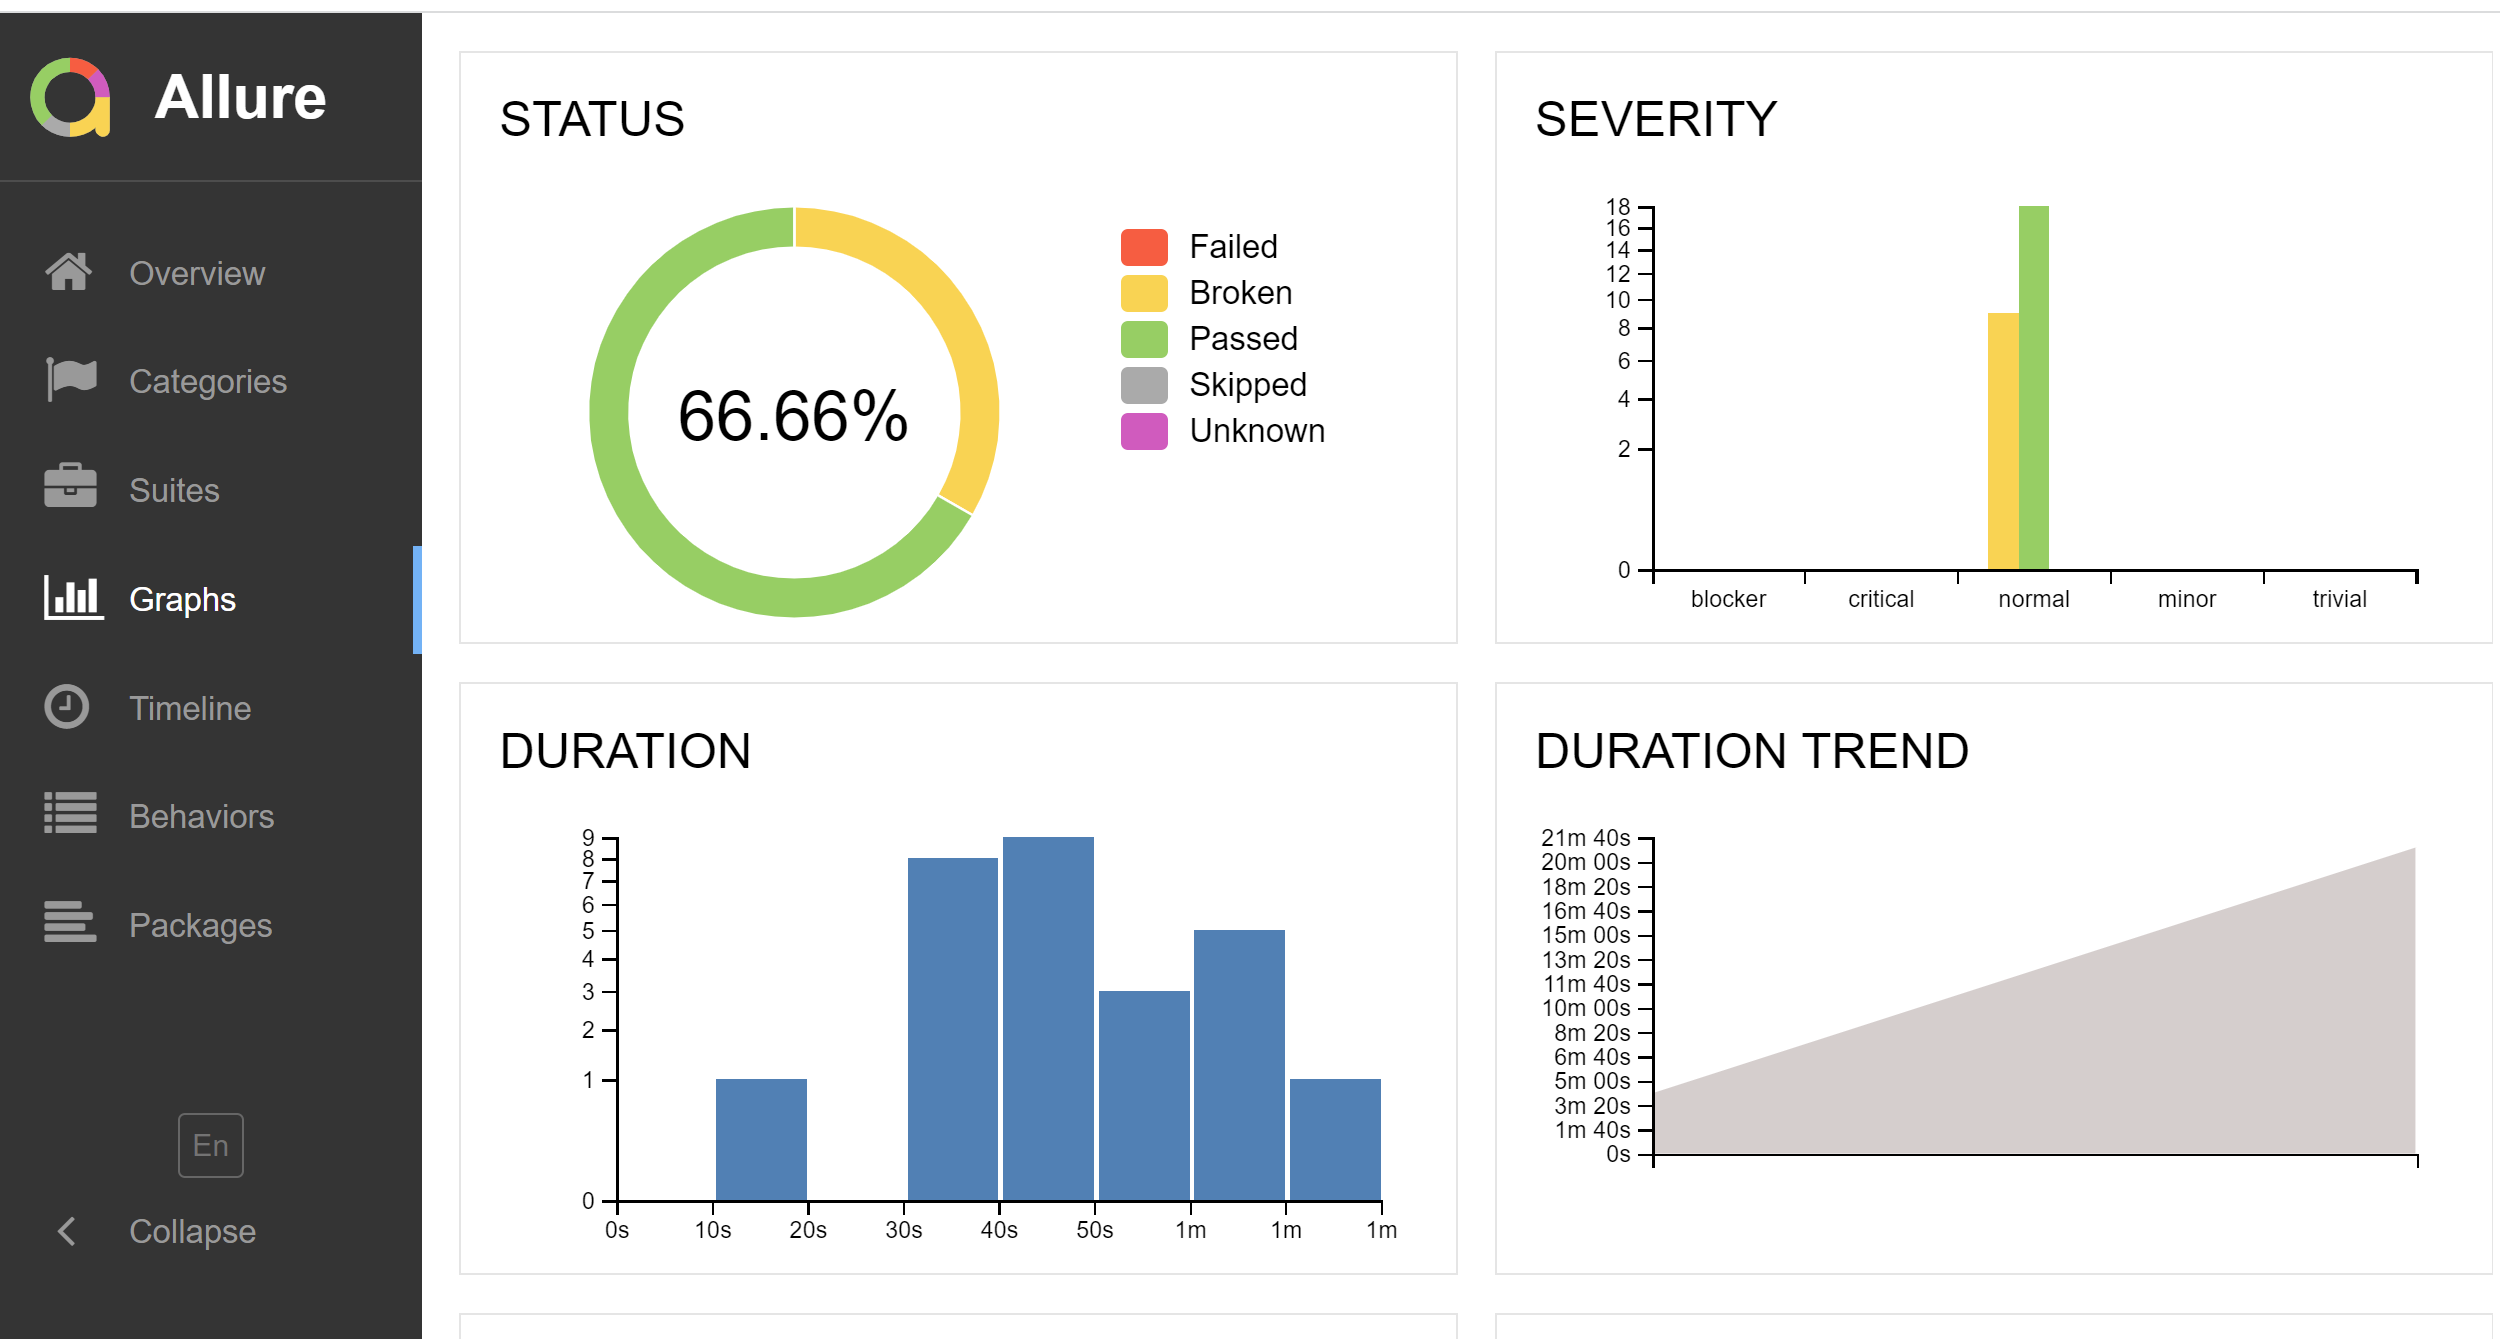 Allure
Overview
Categories
Suites
Graphs
Timeline
Behaviors
Packages
En
Collapse
STATUS
66.66%
Failed
Broken
Passed
Skipped
Unknown
SEVERITY
18
16
14
12
10
8
6
4
2
0
blocker critical normal minor trivial
DURATION
9
8
7
6
5
4
3
2
1
0
0s 10s 20s 30s 40s 50s 1m 1m 1m
DURATION TREND
21m 40s
20m 00s
18m 20s
16m 40s
15m 00s
13m 20s
11m 40s
10m 00s
8m 20s
6m 40s
5m 00s
3m 20s
1m 40s
0s